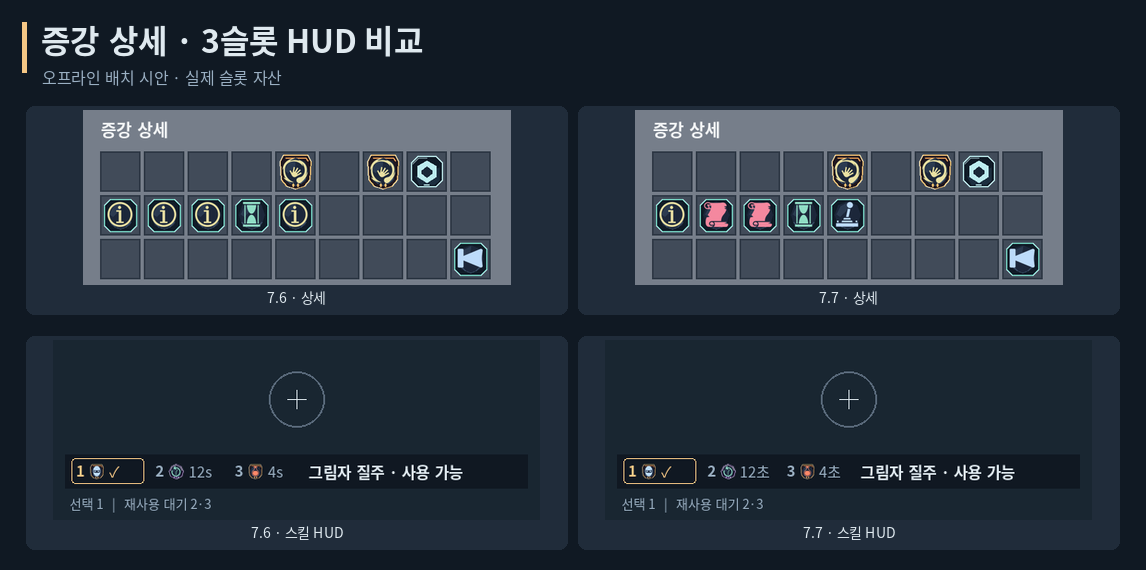 증강 상세 · 3슬롯 HUD 비교
오프라인 배치 시안 · 실제 슬롯 자산
증강 상세
7.6 · 상세
증강 상세
7.7 · 상세
1 ✓ 2 12s 3 4s 그림자 질주 · 사용 가능
선택 1 | 재사용 대기 2·3
7.6 · 스킬 HUD
1 ✓ 2 12초 3 4초 그림자 질주 · 사용 가능
선택 1 | 재사용 대기 2·3
7.7 · 스킬 HUD